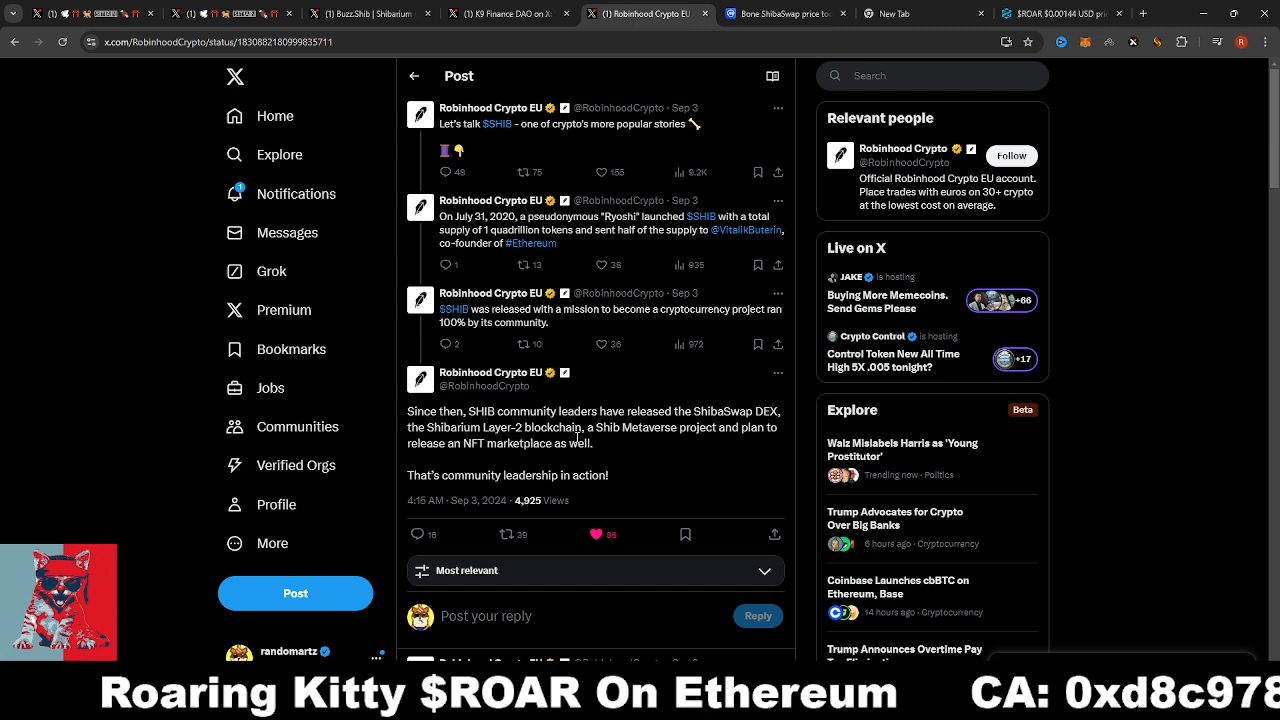 (1) Robinhood Crypto EU
Bone ShibaSwap price to
New Tab
$ROAR $0.00144 USD pri
(1) Buzz.Shib | Shibarium
(1) K9 Finance DAO on X:
x.com/RobinhoodCrypto/status/1830882180999835711
Home
Explore
Notifications
1
Messages
Grok
Premium
Bookmarks
Jobs
Communities
Verified Orgs
Profile
More
Post
randomartz
Post
Robinhood Crypto EU @RobinhoodCrypto · Sep 3
Let's talk $SHIB - one of crypto's more popular stories
48 75 155 9.2K
Robinhood Crypto EU @RobinhoodCrypto · Sep 3
On July 31, 2020, a pseudonymous "Ryoshi" launched $SHIB with a total
supply of 1 quadrillion tokens and sent half of the supply to @VitalikButerin,
co-founder of #Ethereum
1 13 38 935
Robinhood Crypto EU @RobinhoodCrypto · Sep 3
$SHIB was released with a mission to become a cryptocurrency project ran
100% by its community.
2 10 36 972
Robinhood Crypto EU
@RobinhoodCrypto
Since then, SHIB community leaders have released the ShibaSwap DEX,
the Shibarium Layer-2 blockchain, a Shib Metaverse project and plan to
release an NFT marketplace as well.
That's community leadership in action!
4:15 AM · Sep 3, 2024 · 4,925 Views
16 39 86
Most relevant
Post your reply
Reply
Search
Relevant people
Robinhood Crypto
@RobinhoodCrypto
Follow
Official Robinhood Crypto EU account.
Place trades with euros on 30+ crypto
at the lowest cost on average.
Live on X
JAKE is hosting
Buying More Memecoins.
Send Gems Please
+66
Crypto Control is hosting
Control Token New All Time
High 5X .005 tonight?
+17
Explore
Beta
Walz Mislabels Harris as 'Young
Prostitutor'
Trending now · Politics
Trump Advocates for Crypto
Over Big Banks
6 hours ago · Cryptocurrency
Coinbase Launches cbBTC on
Ethereum, Base
14 hours ago · Cryptocurrency
Trump Announces Overtime Pay
Roaring Kitty $ROAR On Ethereum
CA: 0xd8c978